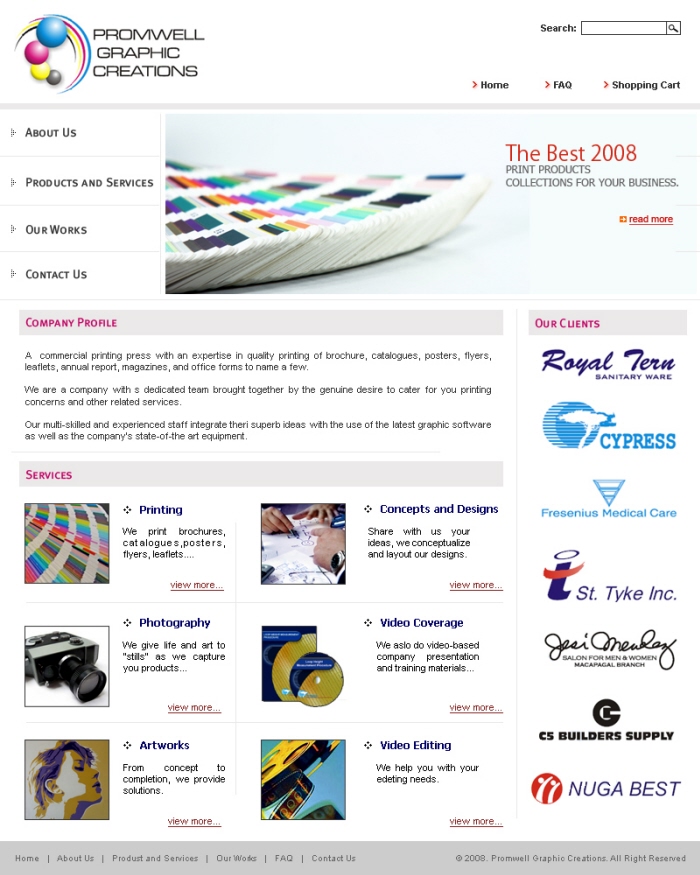 PROMWELL
GRAPHIC
CREATIONS
Search:
Home
FAQ
Shopping Cart
About Us
Products and Services
Our Works
Contact Us
The Best 2008
PRINT PRODUCTS
COLLECTIONS FOR YOUR BUSINESS.
read more
Company Profile
A commercial printing press with an expertise in quality printing of brochure, catalogues, posters, flyers,
leaflets, annual report, magazines, and office forms to name a few.
We are a company with s dedicated team brought together by the genuine desire to cater for you printing
concerns and other related services.
Our multi-skilled and experienced staff integrate theri superb ideas with the use of the latest graphic software
as well as the company's state-of-the art equipment.
Services
Printing
We print brochures,
catalogues,posters,
flyers, leaflets....
view more...
Concepts and Designs
Share with us your
ideas, we conceptualize
and layout our designs.
view more...
Photography
We give life and art to
"stills" as we capture
you products...
view more...
Video Coverage
We aslo do video-based
company presentation
and training materials...
view more...
Artworks
From concept to
completion, we provide
solutions.
view more...
Video Editing
We help you with your
edeting needs.
view more...
Our Clients
Royal Tern
SANITARY WARE
CYPRESS
Fresenius Medical Care
St. Tyke Inc.
Jesi Mendez
SALON FOR MEN & WOMEN
MACAPAGAL BRANCH
C5 BUILDERS SUPPLY
NUGA BEST
Home | About Us | Produst and Services | Our Works | FAQ | Contact Us
© 2008. Promwell Graphic Creations. All Right Reserved